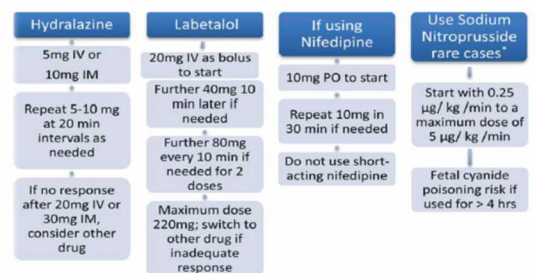 Hydralazine
5mg IV or
10mg IM
Repeat 5-10 mg
at 20 min
intervals as
needed
If no response
after 20mg IV or
30mg IM,
consider other
drug
Labetalol
20mg IV as bolus
to start
Further 40mg 10
min later if
needed
Further 80mg
every 10 min if
needed for 2
doses
Maximum dose
220mg; switch to
other drug if
inadequate
response
If using
Nifedipine
10mg PO to start
Repeat 10mg in
30 min if needed
Do not use short-
acting nifedipine
Use Sodium
Nitroprusside
rare cases*
Start with 0.25
µg/ kg /min to a
maximum dose of
5 µg/ kg /min
Fetal cyanide
poisoning risk if
used for > 4 hrs